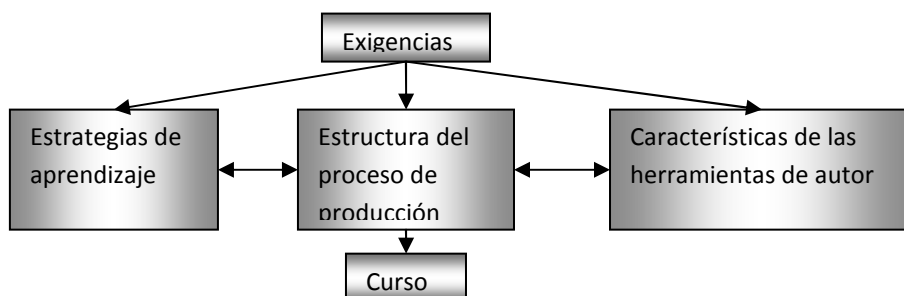 Exigencias
Estrategias de
aprendizaje
Estructura del
proceso de
producción
Características de las
herramientas de autor
Curso